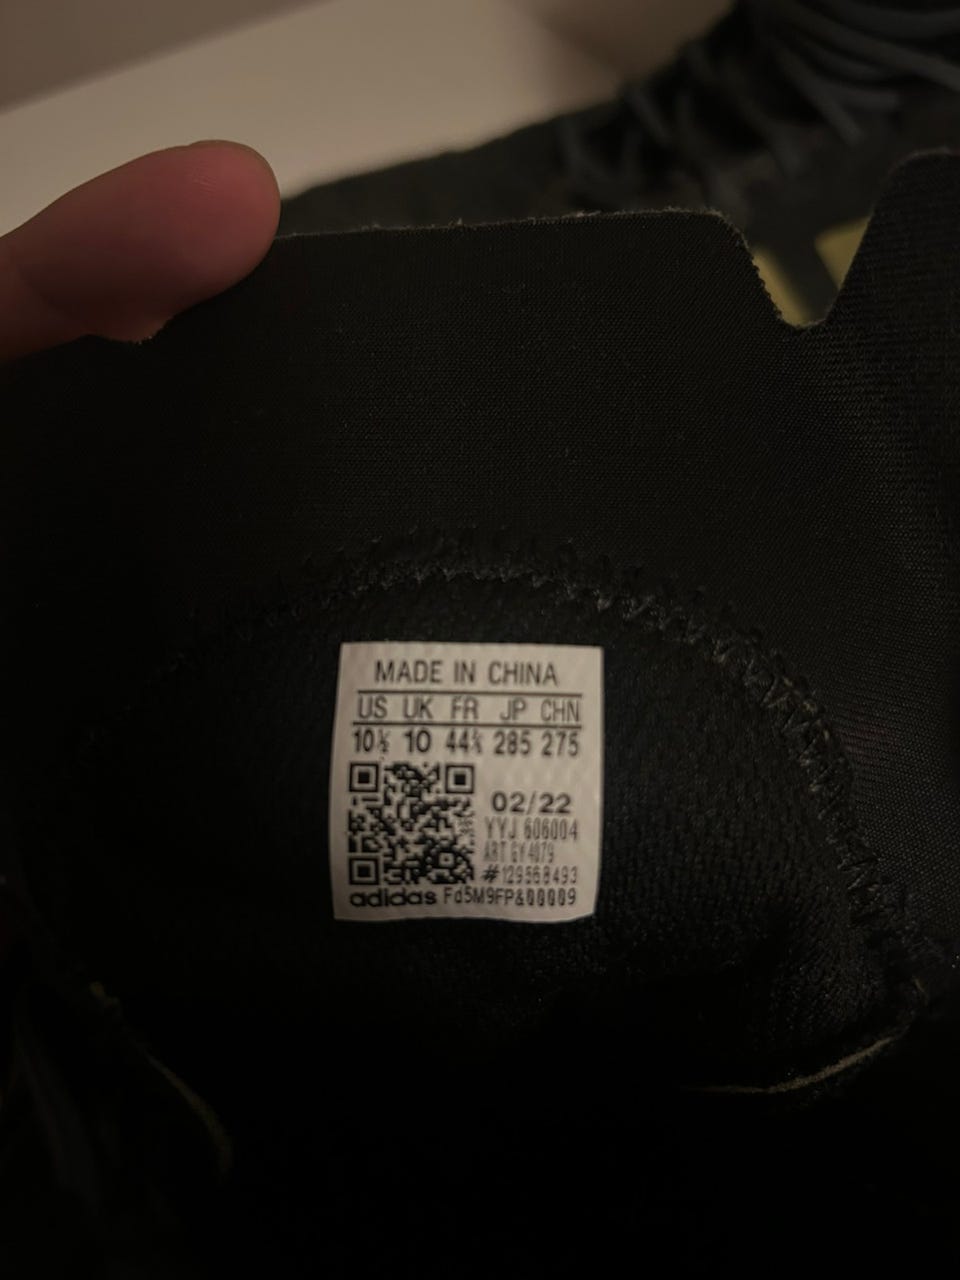 MADE IN CHINA
US UK FR JP CHN
10½ 10 44⅔ 285 275
02/22
YYJ 606004
ART GY4079
#129568493
adidas Fd5M9FP&00009